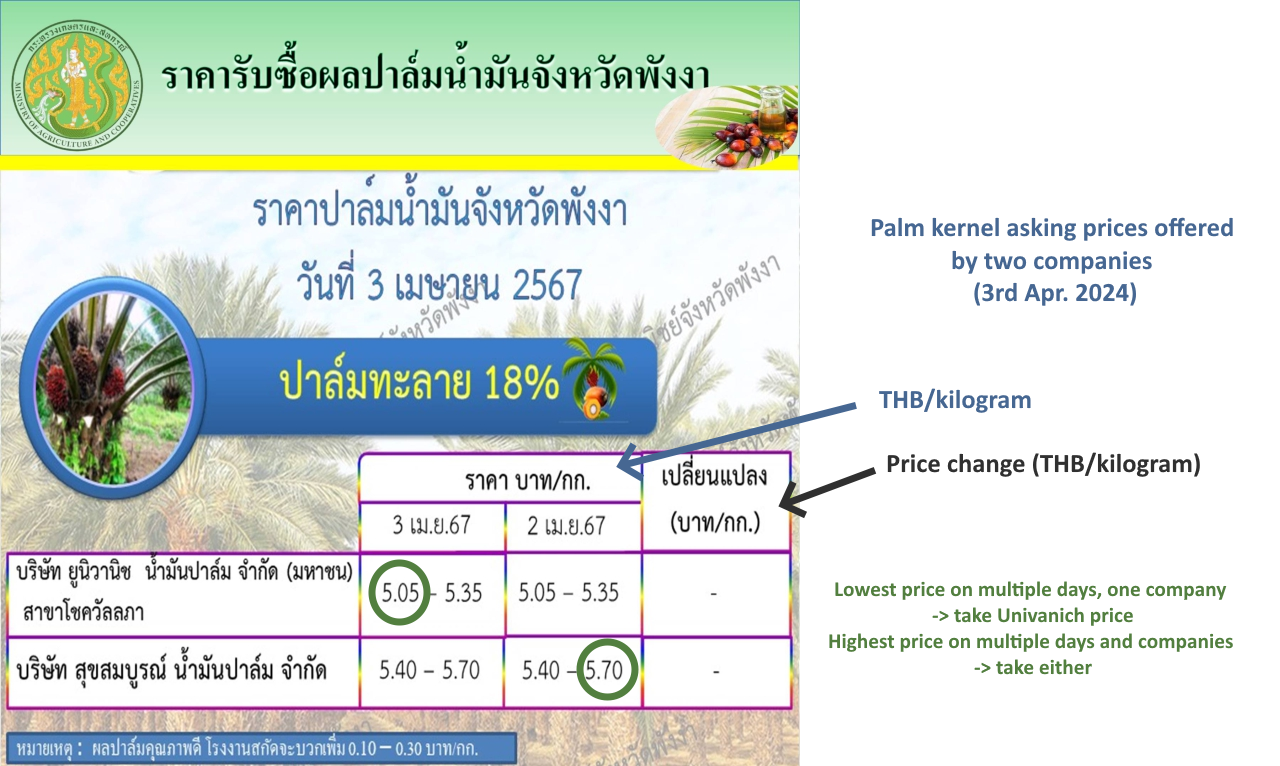 ราคารับซื้อผลปาล์มน้ำมันจังหวัดพังงา
กระทรวงเกษตรและสหกรณ์
MINISTRY OF AGRICULTURE AND COOPERATIVES
ราคาปาล์มน้ำมันจังหวัดพังงา
วันที่ 3 เมษายน 2567
ปาล์มทะลาย 18%
ราคา บาท/กก.
เปลี่ยนแปลง
(บาท/กก.)
3 เม.ย.67
2 เม.ย.67
บริษัท ยูนิวานิช น้ำมันปาล์ม จำกัด (มหาชน)
สาขาโชควัลลภา
5.05 – 5.35
5.05 – 5.35
-
บริษัท สุขสมบูรณ์ น้ำมันปาล์ม จำกัด
5.40 – 5.70
5.40 – 5.70
-
หมายเหตุ : ผลปาล์มคุณภาพดี โรงงานสกัดจะบวกเพิ่ม 0.10 – 0.30 บาท/กก.
Palm kernel asking prices offered
by two companies
(3rd Apr. 2024)
THB/kilogram
Price change (THB/kilogram)
Lowest price on multiple days, one company
-> take Univanich price
Highest price on multiple days and companies
-> take either